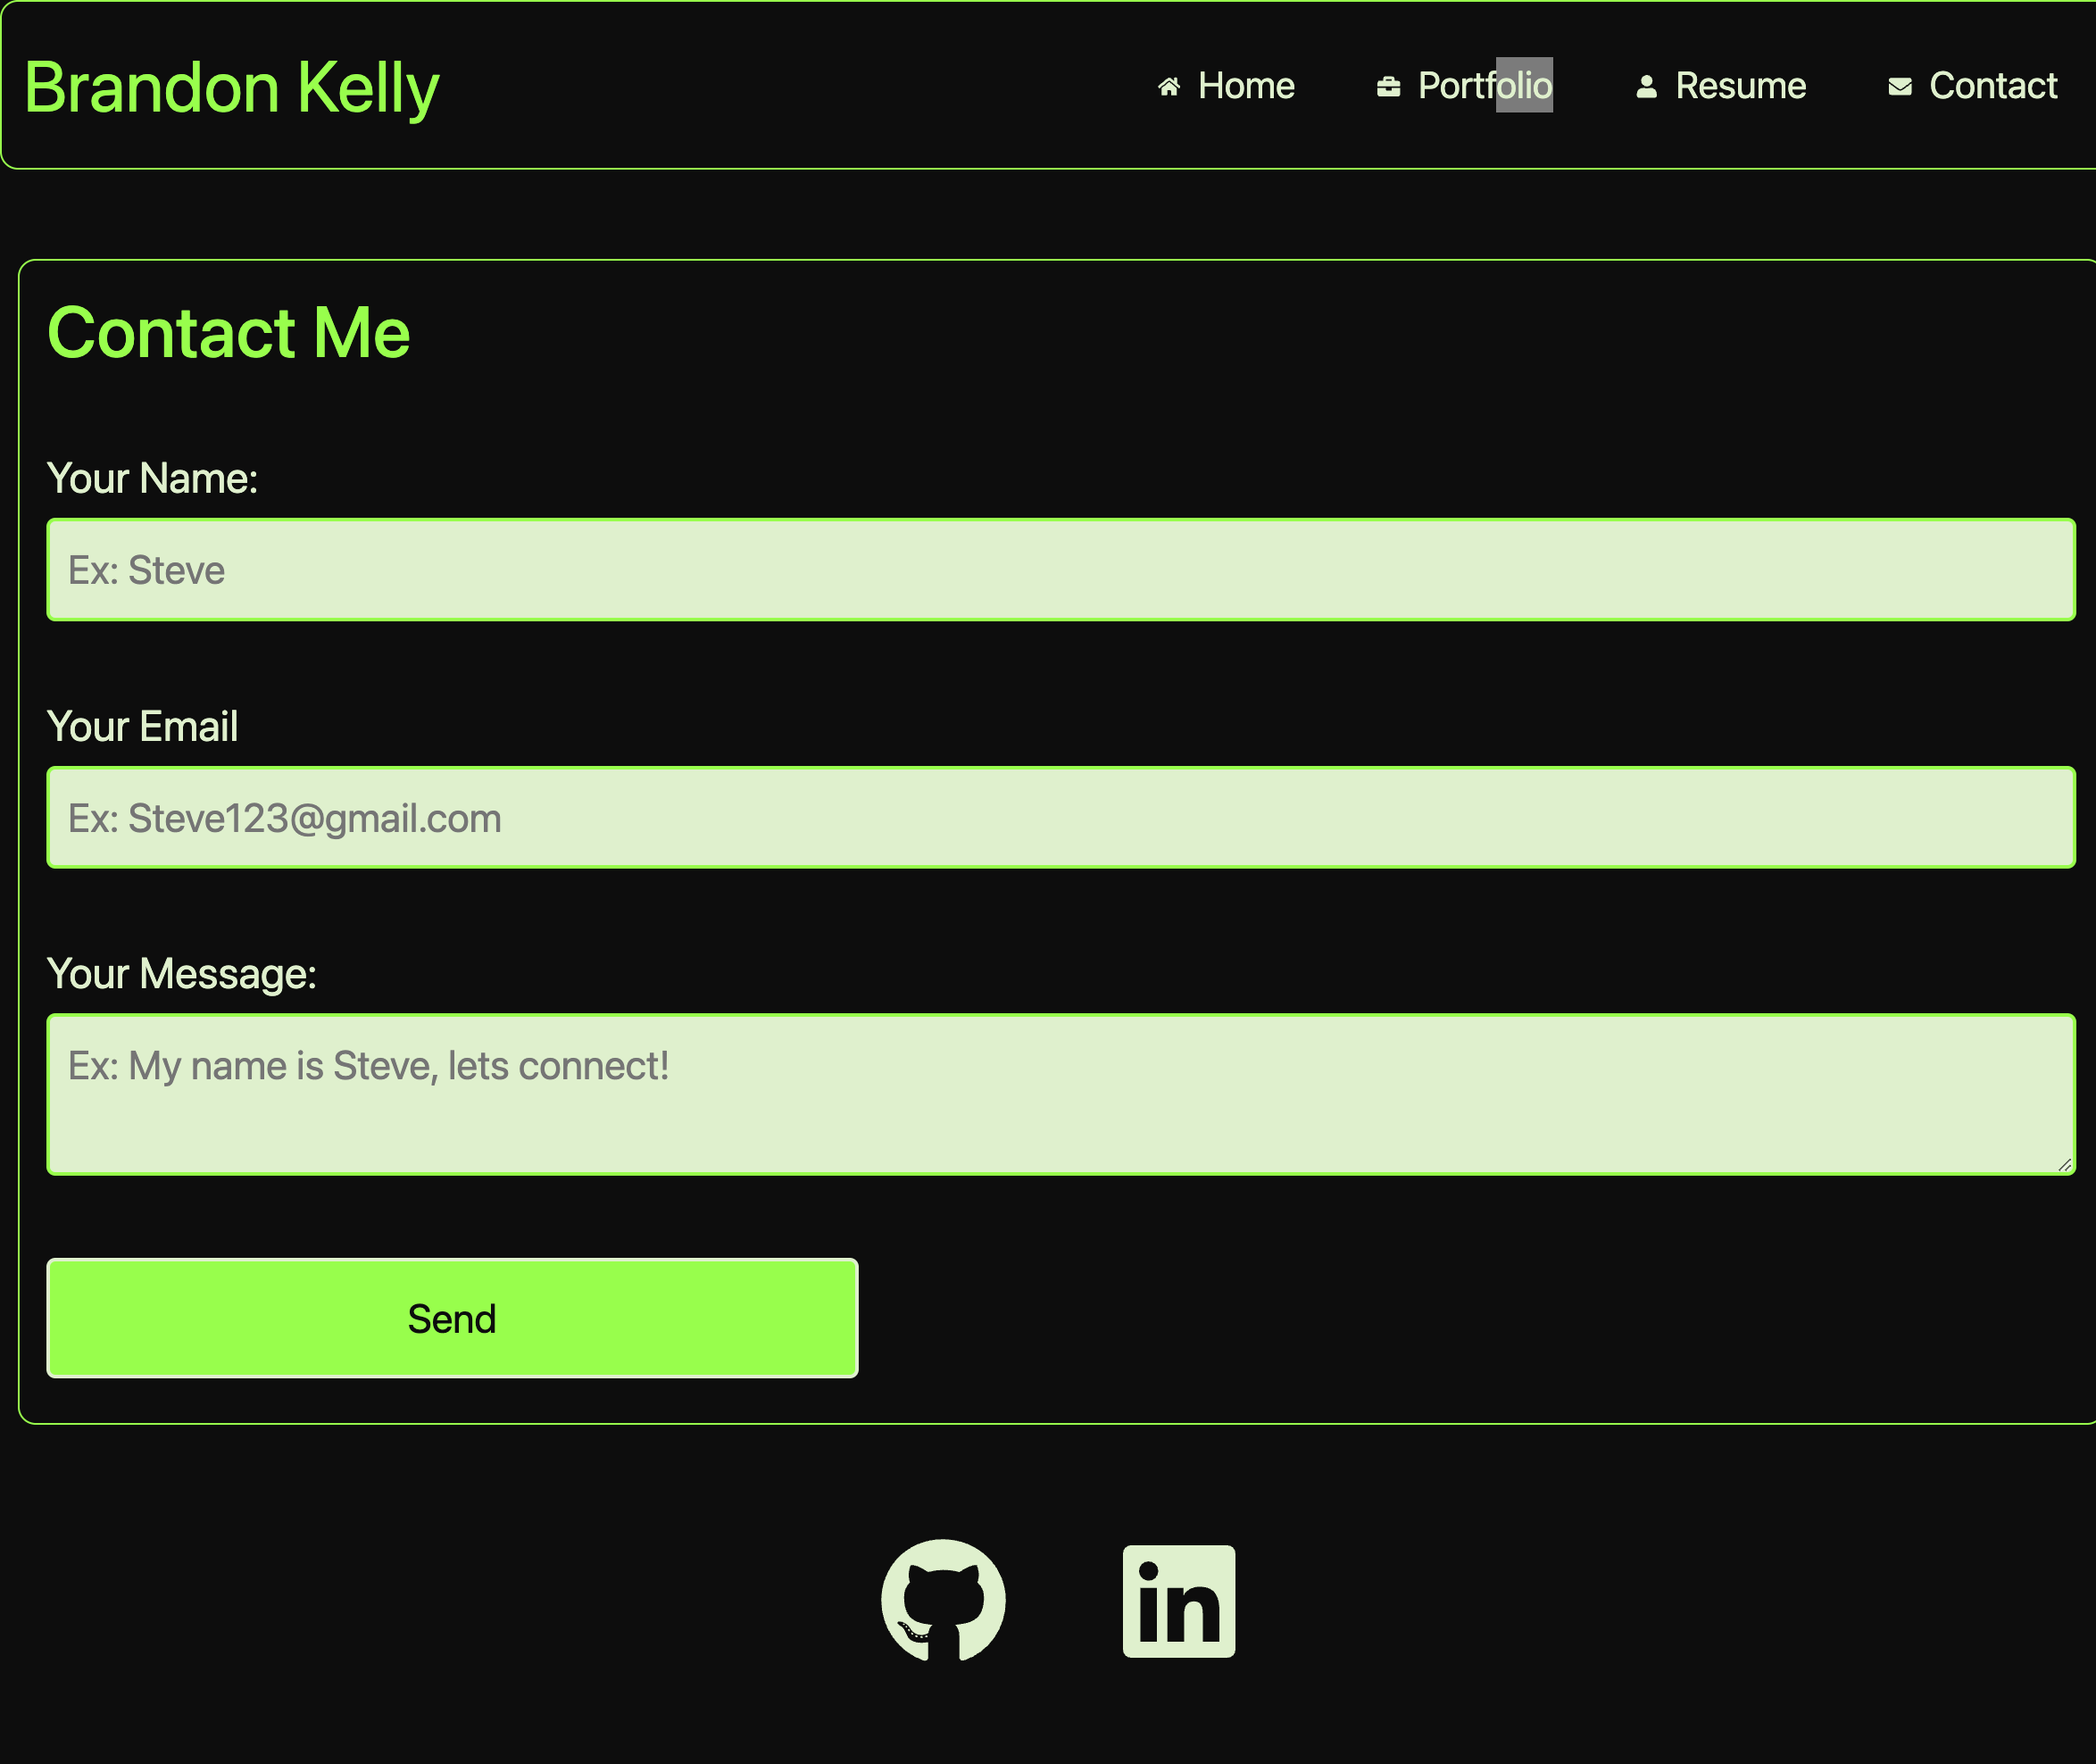 Brandon Kelly
Home Portfolio Resume Contact
Contact Me
Your Name:
Ex: Steve
Your Email
Ex: Steve123@gmail.com
Your Message:
Ex: My name is Steve, lets connect!
Send
in